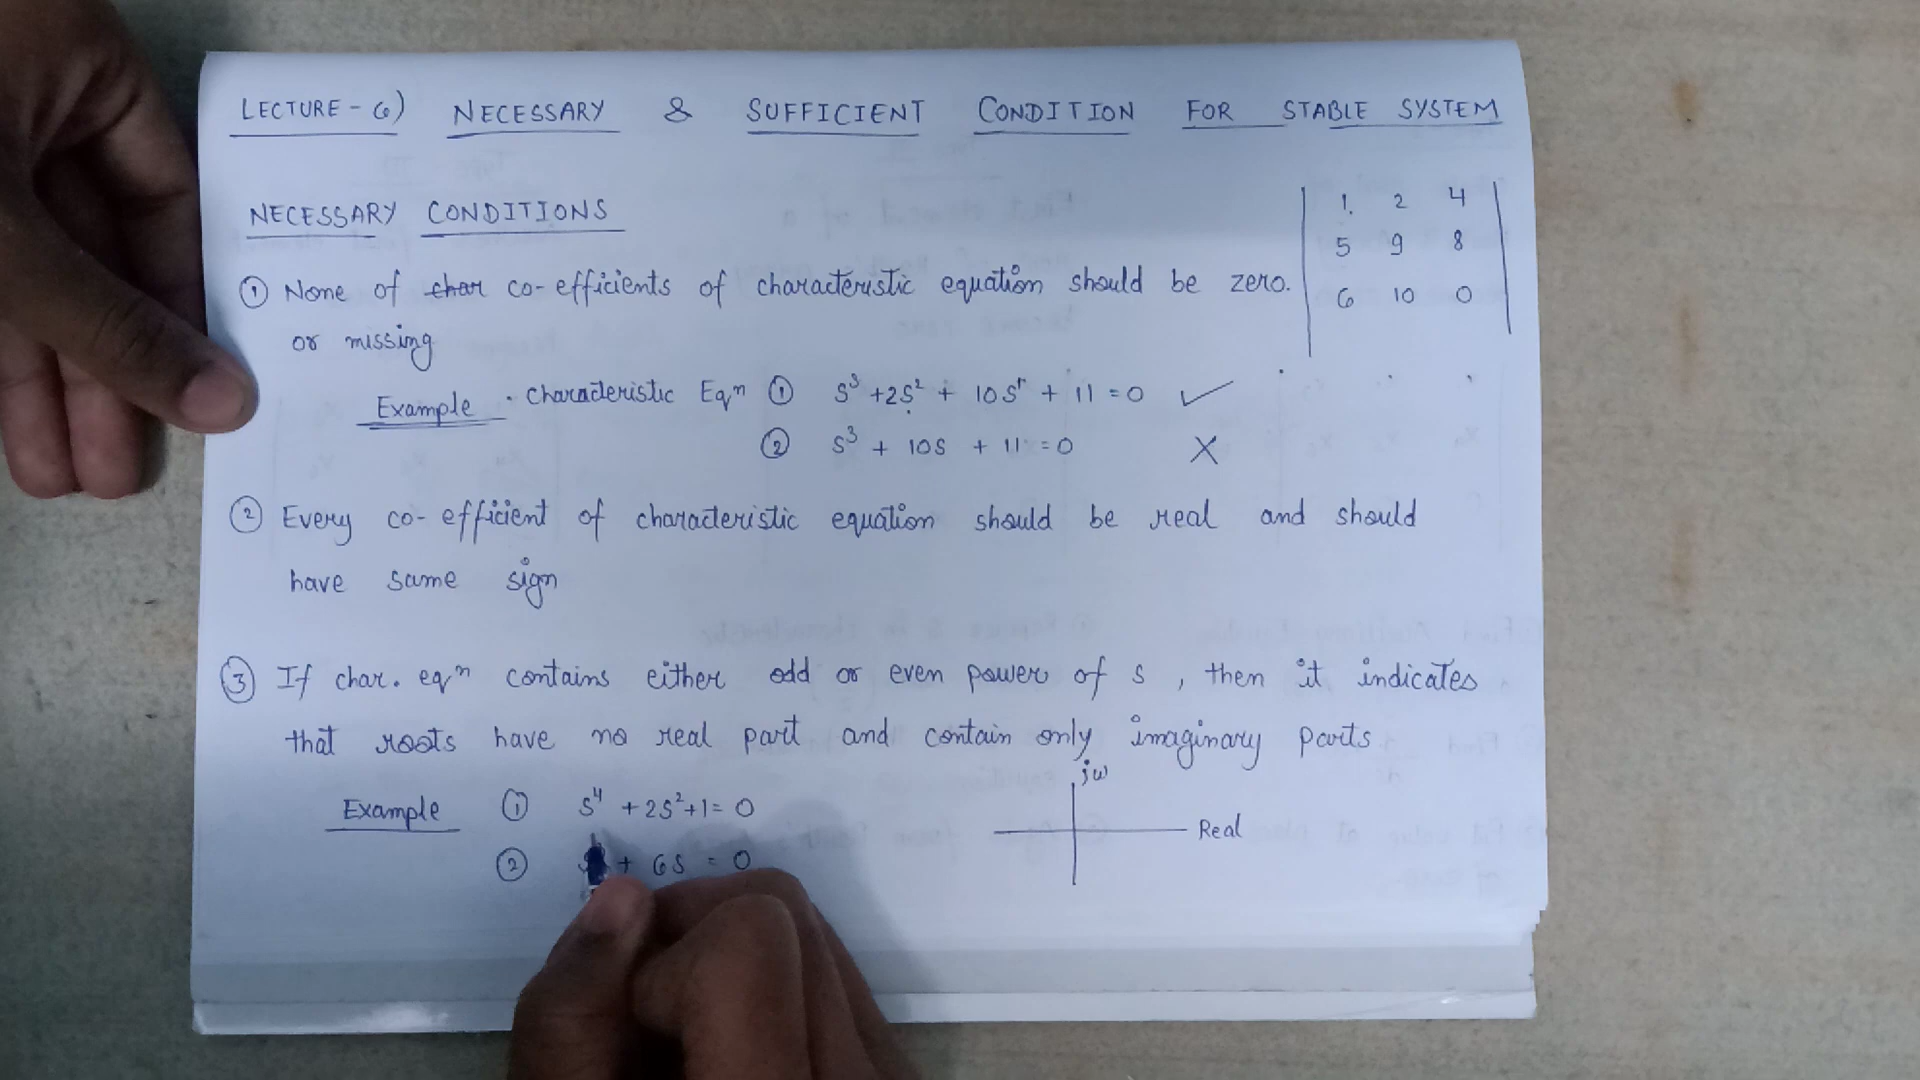 LECTURE - 6) NECESSARY & SUFFICIENT CONDITION FOR STABLE SYSTEM
NECESSARY CONDITIONS
① None of char co-efficients of characteristic equation should be zero.
or missing
1. 2 4
5 9 8
6 10 0
Example · Characteristic Eqⁿ ① S³ + 2S² + 10S¹ + 11 = 0 ✓
② S³ + 10S + 11 = 0 X
② Every co-efficient of characteristic equation should be real and should
have same sign
③ If char. eqⁿ contains either odd or even power of s , then it indicates
that roots have no real part and contain only imaginary parts
jω
Real
Example ① S⁴ + 2S² + 1 = 0
② + 6S = 0